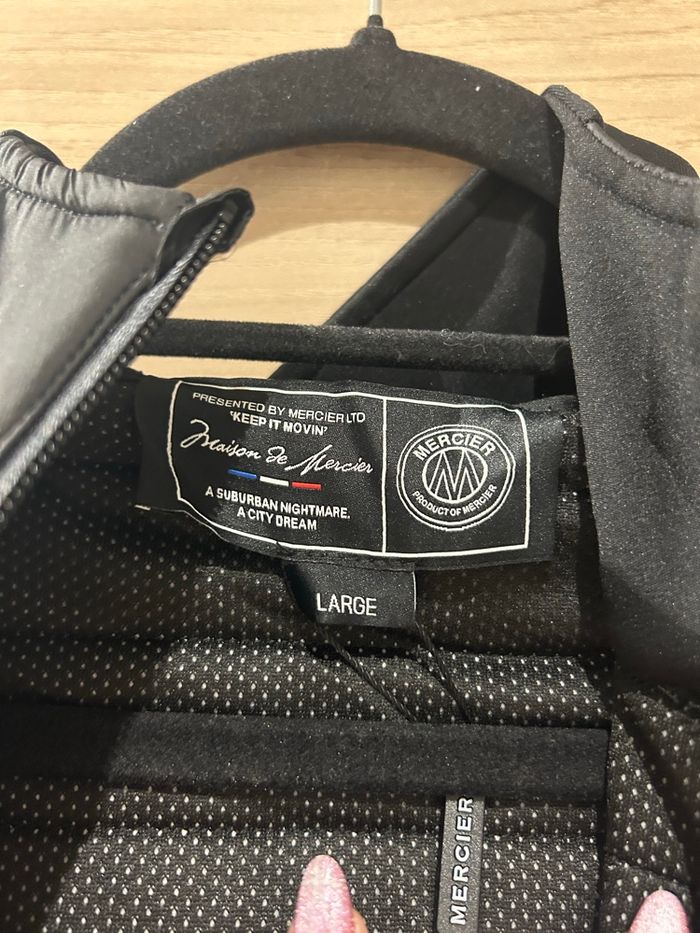 PRESENTED BY MERCIER LTD
'KEEP IT MOVIN'
Maison de Mercier
A SUBURBAN NIGHTMARE.
A CITY DREAM
MERCIER
PRODUCT OF MERCIER
LARGE
MERCIER